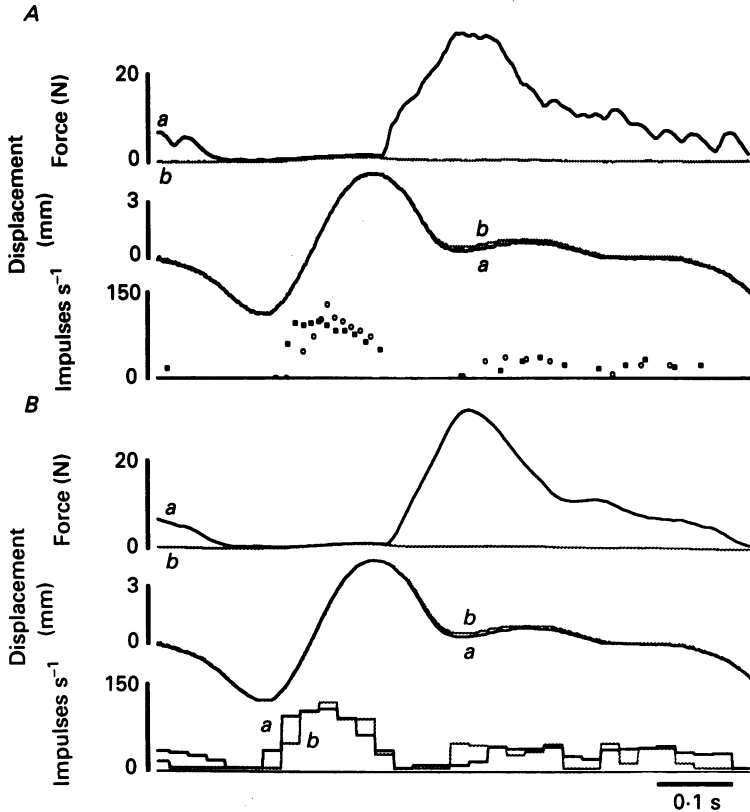 A
20
0
Force (N)
a
b
3
0
Displacement
(mm)
b
a
150
0
Impulses s⁻¹
B
20
0
Force (N)
a
b
3
0
Displacement
(mm)
b
a
150
0
Impulses s⁻¹
a
b
0·1 s